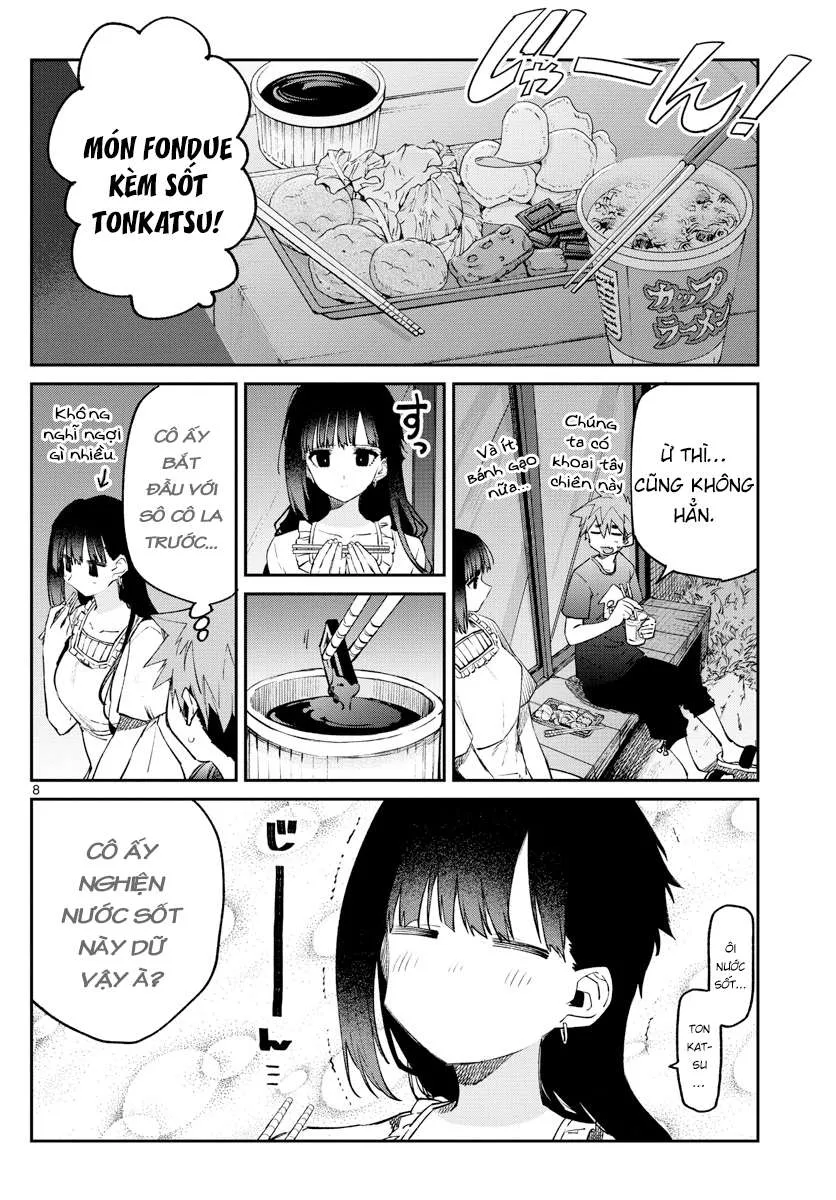 じゃーん!
MÓN FONDUE
KÈM SỐT
TONKATSU!
カップ
ラーメン
Ừ THÌ...
CŨNG KHÔNG
HẲN.
Chúng
ta có
khoai tây
chiên này
Và ít
Bánh gạo
nữa...
すっ
CÔ ẤY
BẮT
ĐẦU VỚI
SÔ CÔ LA
TRƯỚC...
Không
nghĩ ngợi
gì nhiều.
8
ÔI
NƯỚC
SỐT...
TON
KAT-
SU
...
じーん
CÔ ẤY
NGHIỆN
NƯỚC SỐT
NÀY DỮ
VẬY À?